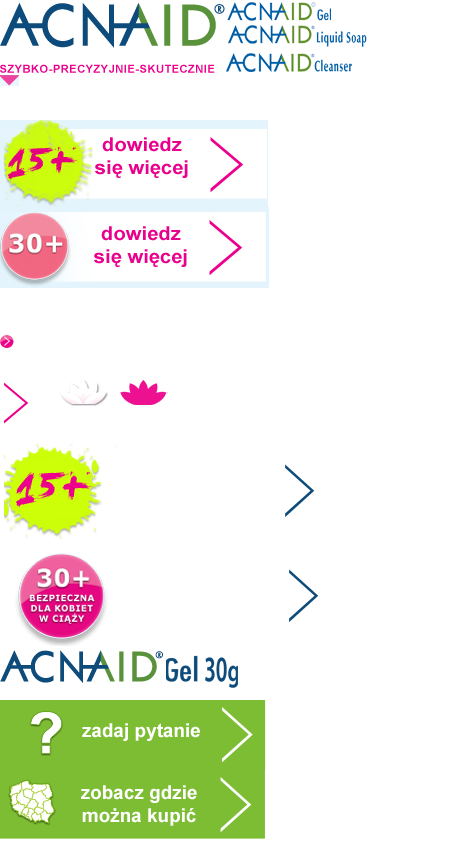 ACNAID®
ACNAID® Gel
ACNAID® Liquid Soap
ACNAID® Cleanser
SZYBKO-PRECYZYJNIE-SKUTECZNIE
15+
dowiedz
się więcej
30+
dowiedz
się więcej
15+
30+
BEZPIECZNA
DLA KOBIET
W CIĄŻY
ACNAID® Gel 30g
? zadaj pytanie
zobacz gdzie
można kupić